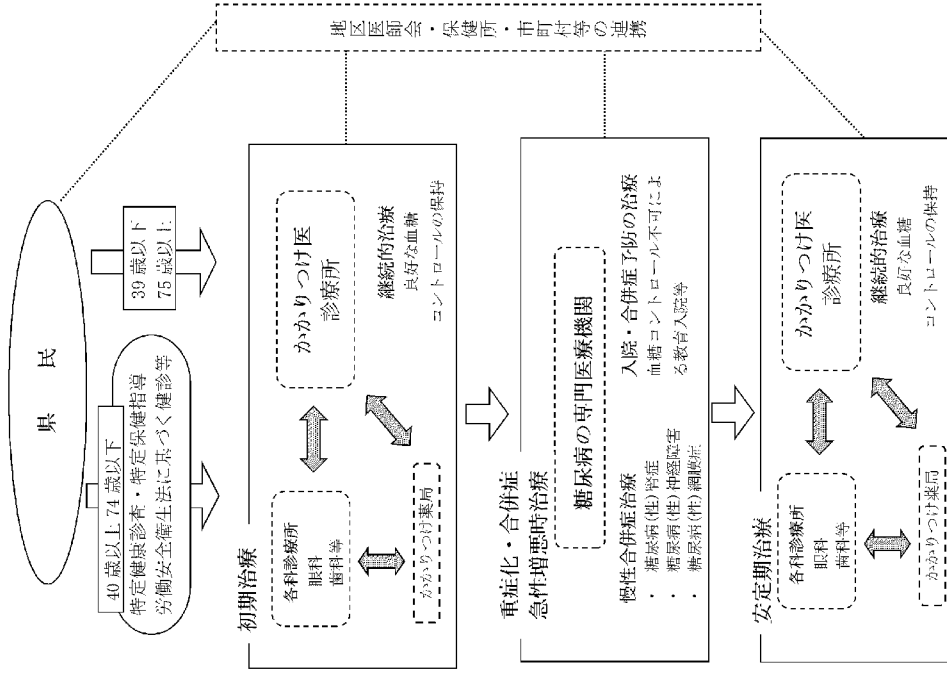 県 民
40 歳以上 74 歳以下
特定健康診査・特定保健指導
労働安全衛生法に基づく健診等
39 歳以下
75 歳以上
地区医師会・保健所・市町村等の連携
初期治療
各科診療所
眼科
歯科等
かかりつけ医
診療所
かかりつけ薬局
継続的治療
良好な血糖
コントロールの保持
重症化・合併症
急性増悪時治療
糖尿病の専門医療機関
慢性合併症治療
・ 糖尿病(性)腎症
・ 糖尿病(性)神経障害
・ 糖尿病(性)網膜症
入院・合併症予防の治療
血糖コントロール不可によ
る教育入院等
安定期治療
各科診療所
眼科
歯科等
かかりつけ医
診療所
かかりつけ薬局
継続的治療
良好な血糖
コントロールの保持